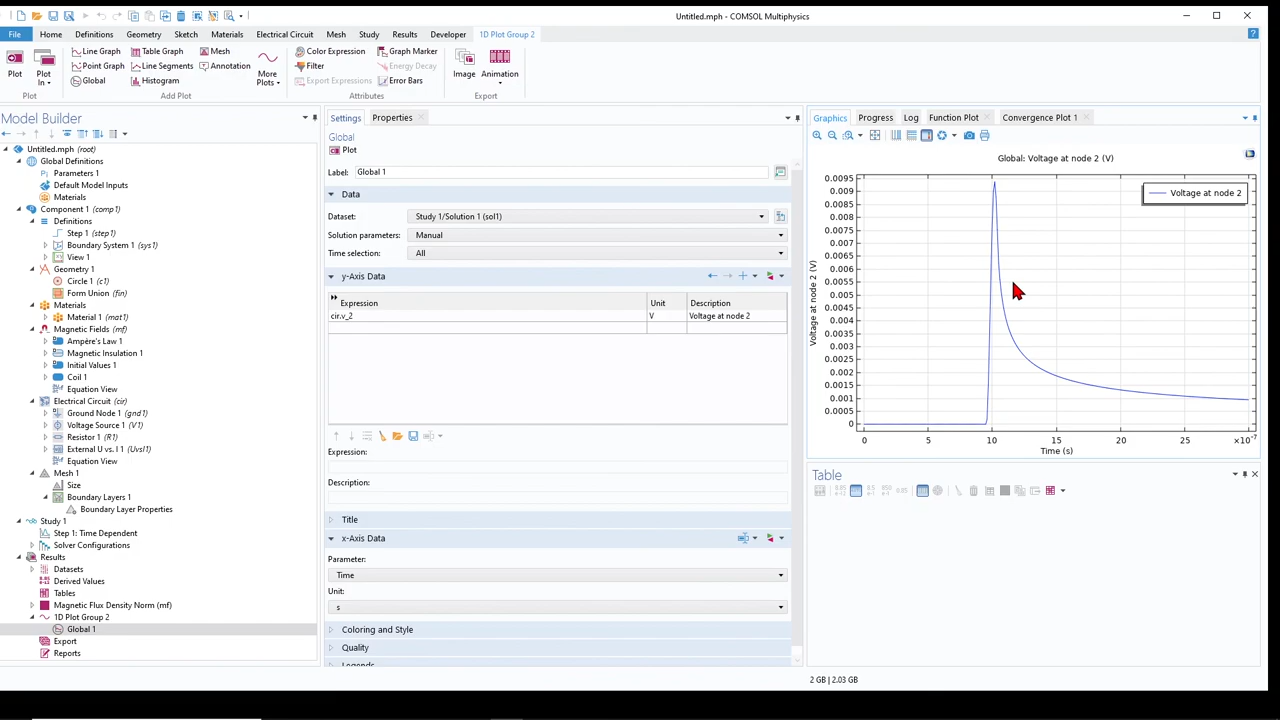 Untitled.mph - COMSOL Multiphysics
File Home Definitions Geometry Sketch Materials Electrical Circuit Mesh Study Results Developer 1D Plot Group 2
Line Graph Table Graph Mesh Color Expression Graph Marker
Point Graph Line Segments Annotation Filter Energy Decay
Plot Plot In Global Histogram More Plots Export Expressions Error Bars Image Animation
Plot Add Plot Attributes Export
Model Builder
Untitled.mph (root)
Global Definitions
Parameters 1
Default Model Inputs
Materials
Component 1 (comp1)
Definitions
Step 1 (step1)
Boundary System 1 (sys1)
View 1
Geometry 1
Circle 1 (c1)
Form Union (fin)
Materials
Material 1 (mat1)
Magnetic Fields (mf)
Ampère's Law 1
Magnetic Insulation 1
Initial Values 1
Coil 1
Equation View
Electrical Circuit (cir)
Ground Node 1 (gnd1)
Voltage Source 1 (V1)
Resistor 1 (R1)
External U vs. I 1 (UvsI1)
Equation View
Mesh 1
Size
Boundary Layers 1
Boundary Layer Properties
Study 1
Step 1: Time Dependent
Solver Configurations
Results
Datasets
Derived Values
Tables
Magnetic Flux Density Norm (mf)
1D Plot Group 2
Global 1
Export
Reports
Settings Properties
Global
Plot
Label: Global 1
Data
Dataset: Study 1/Solution 1 (sol1)
Solution parameters: Manual
Time selection: All
y-Axis Data
Expression Unit Description
cir.v_2 V Voltage at node 2
Expression:
Description:
Title
x-Axis Data
Parameter:
Time
Unit:
s
Coloring and Style
Quality
Legends
Graphics Progress Log Function Plot Convergence Plot 1
Global: Voltage at node 2 (V)
Voltage at node 2
Voltage at node 2 (V)
0.0095
0.009
0.0085
0.008
0.0075
0.007
0.0065
0.006
0.0055
0.005
0.0045
0.004
0.0035
0.003
0.0025
0.002
0.0015
0.001
0.0005
0
0 5 10 15 20 25 ×10⁻⁷
Time (s)
Table
2 GB | 2.03 GB